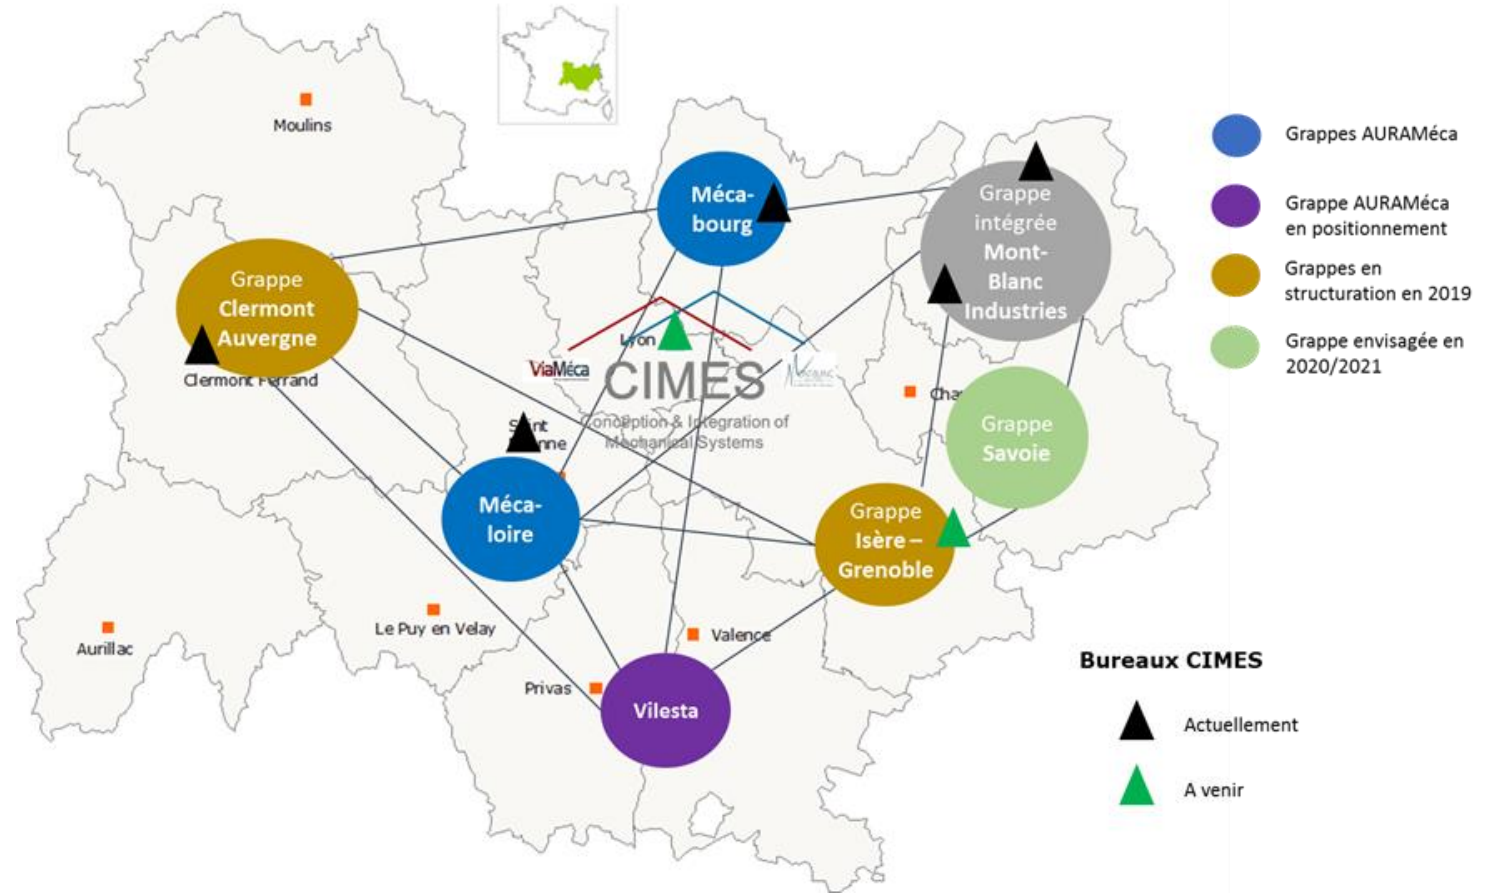 Moulins
Méca-
bourg
Grappe
intégrée
Mont-
Blanc
Industries
Grappes AURAMéca
Grappe AURAMéca
en positionnement
Grappes en
structuration en 2019
Grappe envisagée en
2020/2021
Grappe
Clermont
Auvergne
Clermont Ferrand
Lyon
ViaMéca
CIMES
Conception & Integration of
Mechanical Systems
Grappe
Savoie
Méca-
loire
Grappe
Isère –
Grenoble
Le Puy en Velay
Aurillac
Valence
Privas
Vilesta
Bureaux CIMES
Actuellement
A venir